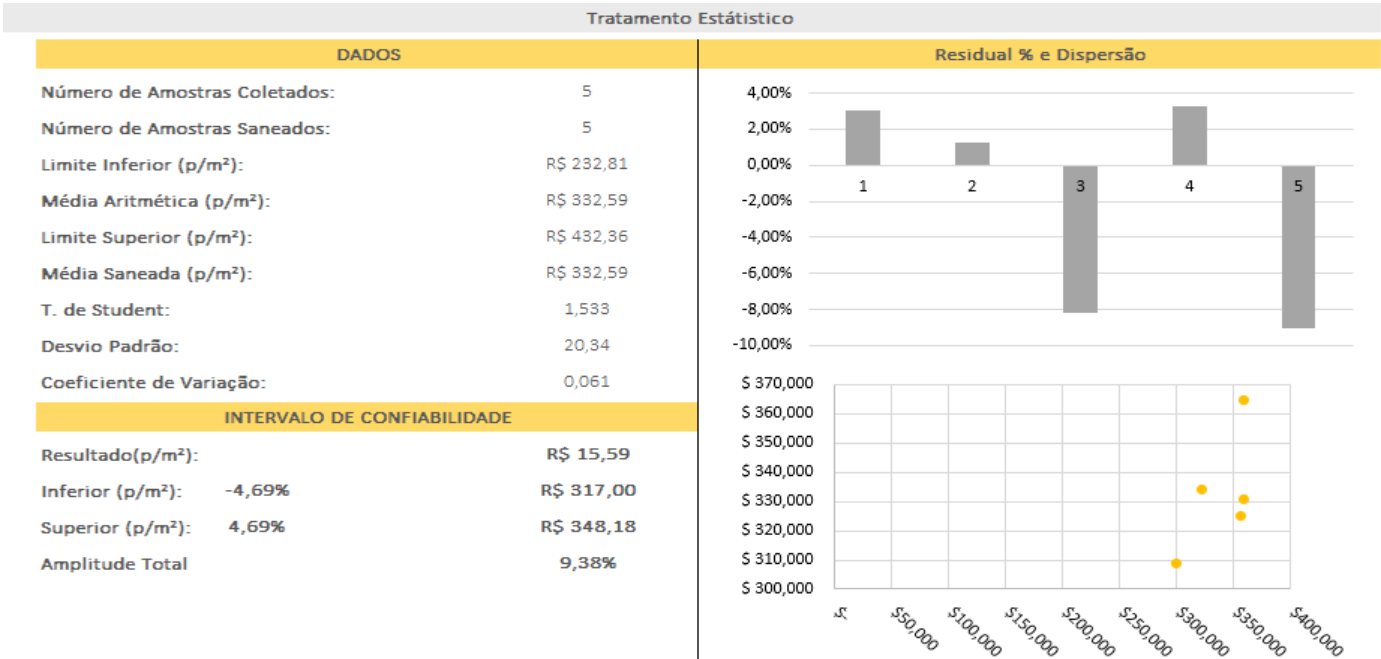 Tratamento Estátistico
DADOS
Número de Amostras Coletados: 5
Número de Amostras Saneados: 5
Limite Inferior (p/m²): R$ 232,81
Média Aritmética (p/m²): R$ 332,59
Limite Superior (p/m²): R$ 432,36
Média Saneada (p/m²): R$ 332,59
T. de Student: 1,533
Desvio Padrão: 20,34
Coeficiente de Variação: 0,061
INTERVALO DE CONFIABILIDADE
Resultado(p/m²): R$ 15,59
Inferior (p/m²): -4,69% R$ 317,00
Superior (p/m²): 4,69% R$ 348,18
Amplitude Total 9,38%
Residual % e Dispersão
4,00%
2,00%
0,00%
-2,00%
-4,00%
-6,00%
-8,00%
-10,00%
1 2 3 4 5
$ 370,000
$ 360,000
$ 350,000
$ 340,000
$ 330,000
$ 320,000
$ 310,000
$ 300,000
$- $50,000 $100,000 $150,000 $200,000 $250,000 $300,000 $350,000 $400,000